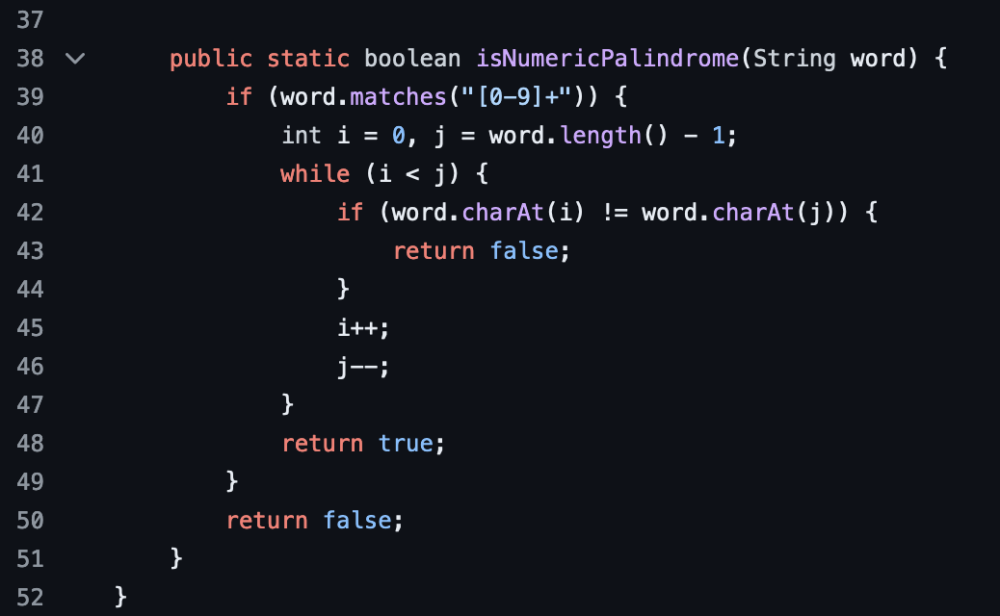 37
38 public static boolean isNumericPalindrome(String word) {
39 if (word.matches("[0-9]+")) {
40 int i = 0, j = word.length() - 1;
41 while (i < j) {
42 if (word.charAt(i) != word.charAt(j)) {
43 return false;
44 }
45 i++;
46 j--;
47 }
48 return true;
49 }
50 return false;
51 }
52 }